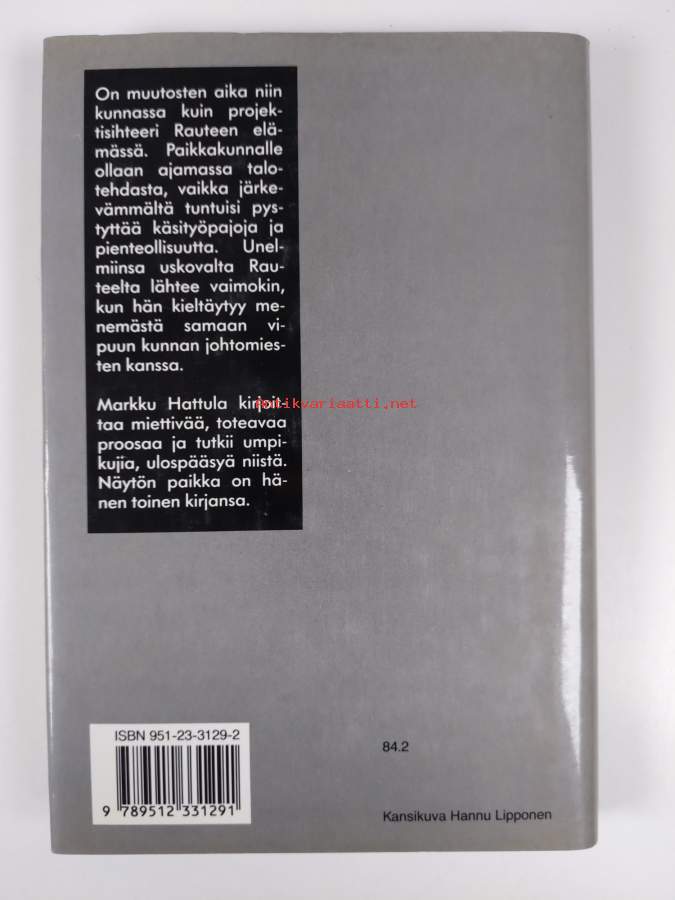 On muutosten aika niin
kunnassa kuin projek-
tisihteeri Rauteen elä-
mässä. Paikkakunnalle
ollaan ajamassa talo-
tehdasta, vaikka järke-
vämmältä tuntuisi pys-
tyttää käsityöpajoja ja
pienteollisuutta. Unel-
miinsa uskovalta Rau-
teelta lähtee vaimokin,
kun hän kieltäytyy me-
nemästä samaan vi-
puun kunnan johtomies-
ten kanssa.
Markku Hattula kirjoit-
taa miettivää, toteavaa
proosaa ja tutkii umpi-
kujia, ulospääsyä niistä.
Näytön paikka on hä-
nen toinen kirjansa.
antikvariaatti.net
ISBN 951-23-3129-2
9 789512 331291
84.2
Kansikuva Hannu Lipponen